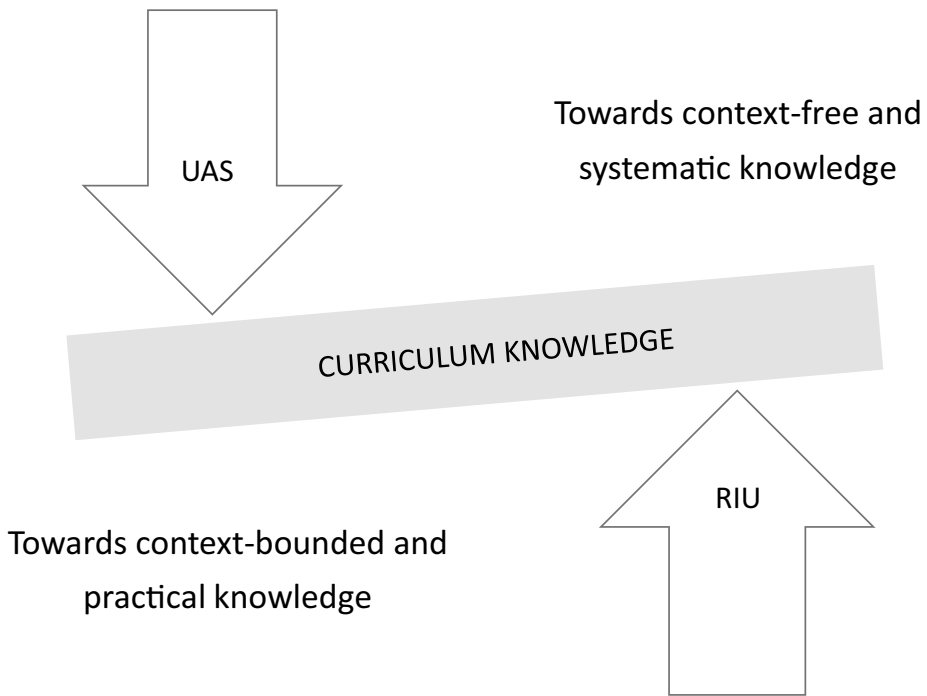 UAS
Towards context-free and
systematic knowledge
CURRICULUM KNOWLEDGE
RIU
Towards context-bounded and
practical knowledge